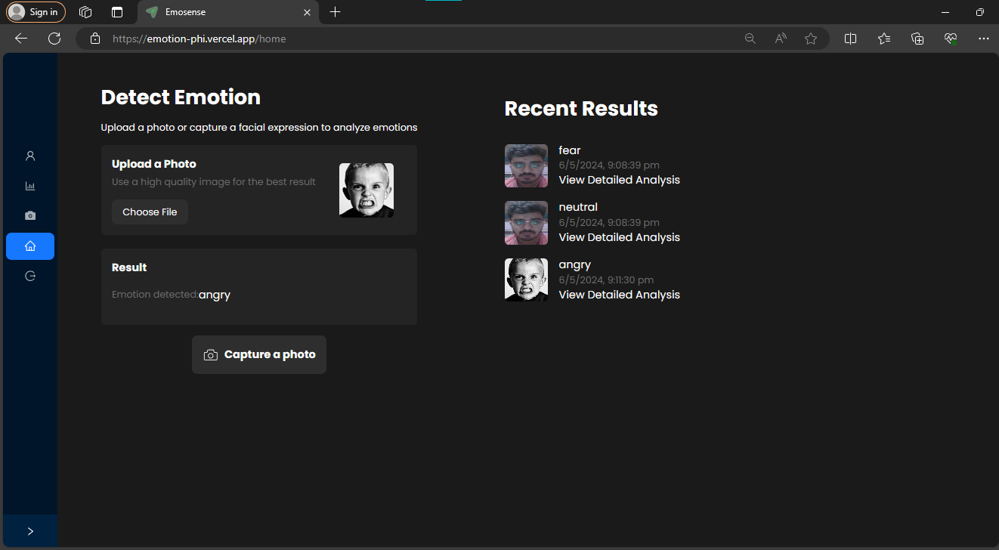 Sign in
Emosense
https://emotion-phi.vercel.app/home
Detect Emotion
Upload a photo or capture a facial expression to analyze emotions
Upload a Photo
Use a high quality image for the best result
Choose File
Result
Emotion detected:angry
Capture a photo
Recent Results
fear
6/5/2024, 9:08:39 pm
View Detailed Analysis
neutral
6/5/2024, 9:08:39 pm
View Detailed Analysis
angry
6/5/2024, 9:11:30 pm
View Detailed Analysis